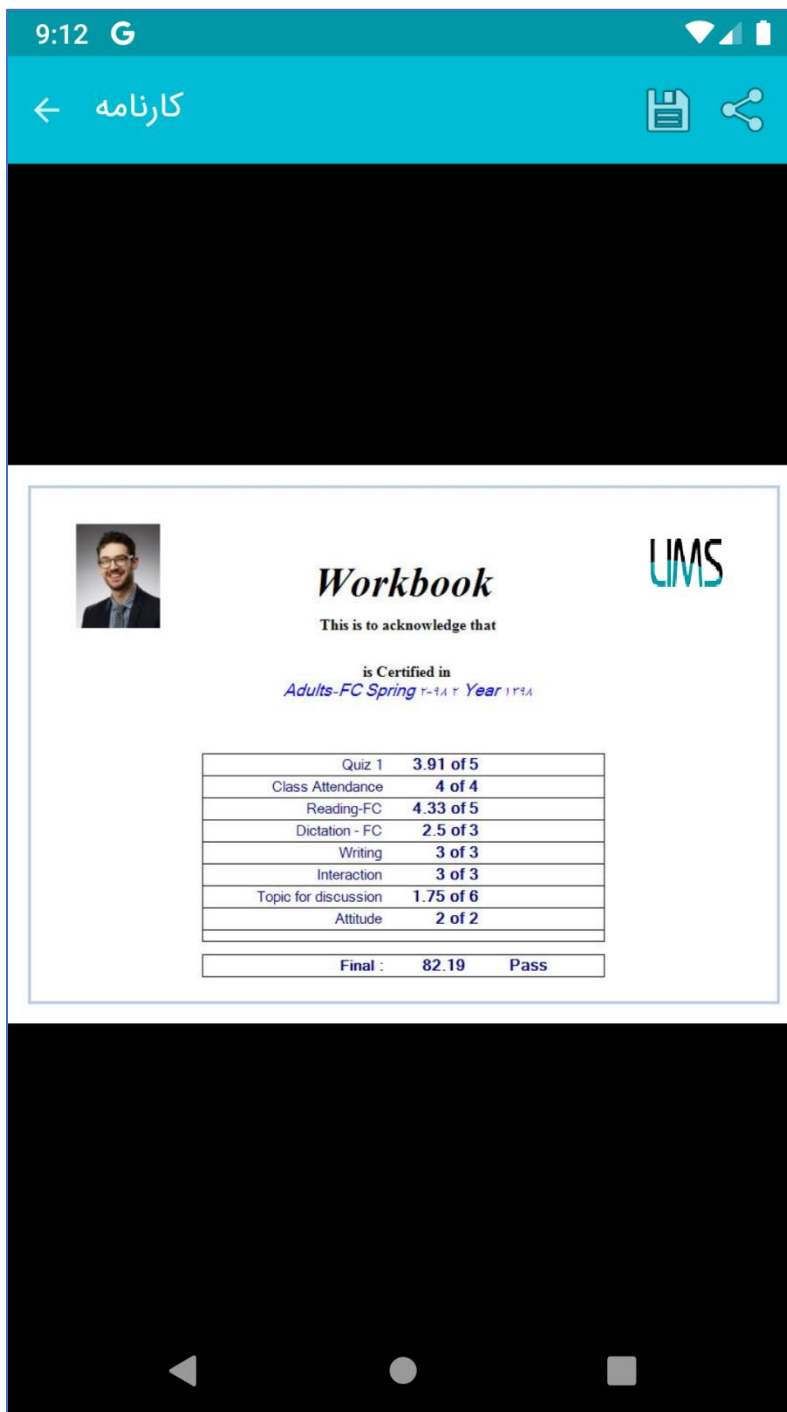 9:12 G
کارنامه
LIMS
Workbook
This is to acknowledge that
is Certified in
Adults-FC Spring ۲-۹۸ ۲ Year ۱۳۹۸
Quiz 1 3.91 of 5
Class Attendance 4 of 4
Reading-FC 4.33 of 5
Dictation - FC 2.5 of 3
Writing 3 of 3
Interaction 3 of 3
Topic for discussion 1.75 of 6
Attitude 2 of 2
Final : 82.19 Pass